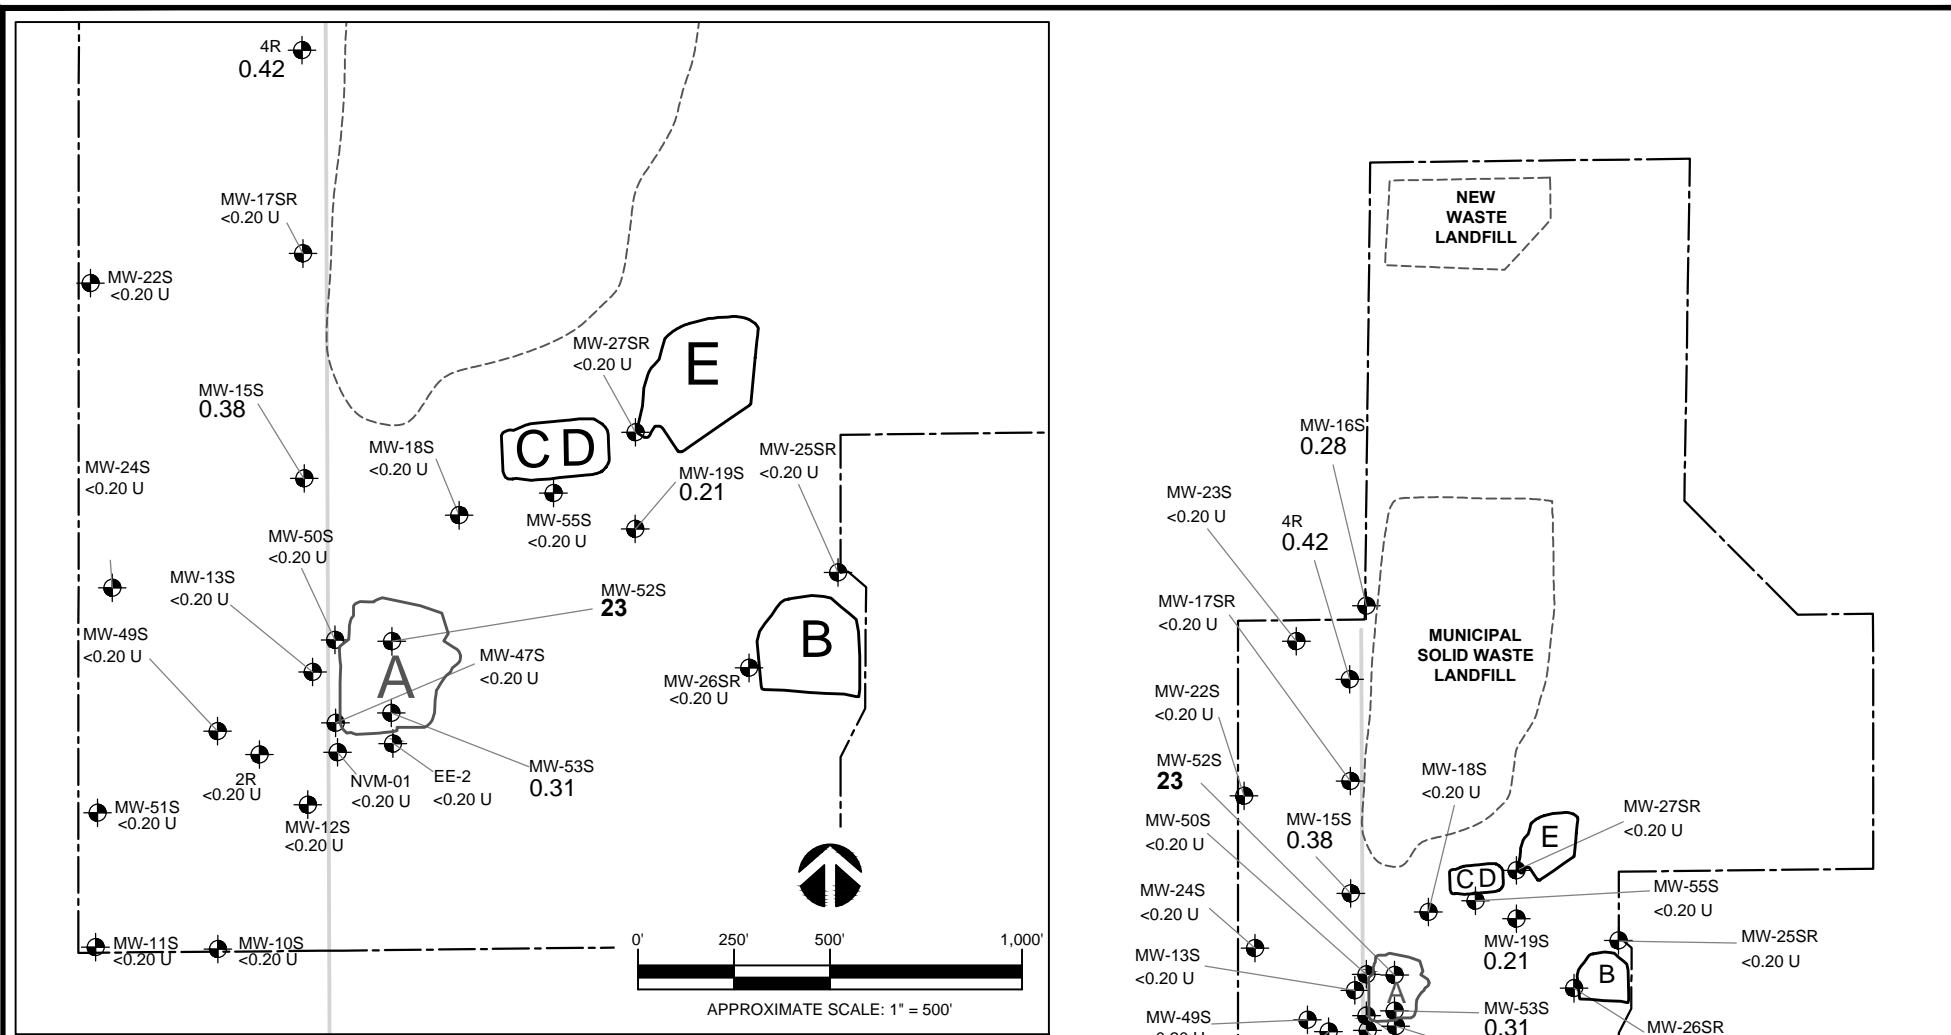 4R
0.42
MW-17SR
<0.20 U
MW-22S
<0.20 U
MW-27SR
<0.20 U
E
MW-15S
0.38
MW-18S
<0.20 U
C D
MW-25SR
<0.20 U
MW-24S
<0.20 U
MW-19S
0.21
MW-55S
<0.20 U
MW-50S
<0.20 U
MW-13S
<0.20 U
MW-52S
23
MW-49S
<0.20 U
B
A
MW-47S
<0.20 U
MW-26SR
<0.20 U
2R
<0.20 U
NVM-01
<0.20 U
EE-2
<0.20 U
MW-53S
0.31
MW-51S
<0.20 U
MW-12S
<0.20 U
MW-11S
<0.20 U
MW-10S
<0.20 U
0' 250' 500' 1,000'
APPROXIMATE SCALE: 1" = 500'
NEW
WASTE
LANDFILL
MW-16S
0.28
MW-23S
<0.20 U
4R
0.42
MW-17SR
<0.20 U
MUNICIPAL
SOLID WASTE
LANDFILL
MW-22S
<0.20 U
MW-52S
23
MW-18S
<0.20 U
MW-27SR
<0.20 U
MW-50S
<0.20 U
MW-15S
0.38
E
C D
MW-24S
<0.20 U
MW-55S
<0.20 U
MW-19S
0.21
MW-25SR
<0.20 U
MW-13S
<0.20 U
B
A
MW-49S
<0.20 U
MW-53S
0.31
MW-26SR